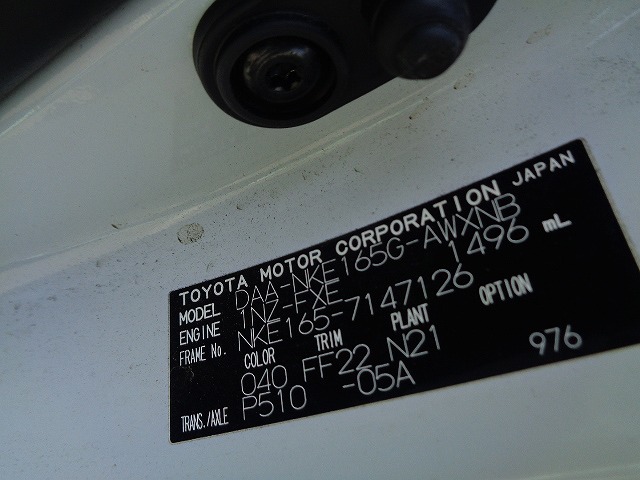 TOYOTA MOTOR CORPORATION JAPAN
MODEL DAA-NKE165G-AWXNB
ENGINE 1NZ-FXE 1496 mL
FRAME No. NKE165-7147126
COLOR TRIM PLANT OPTION
040 FF22 N21
TRANS./AXLE P510 -05A 976